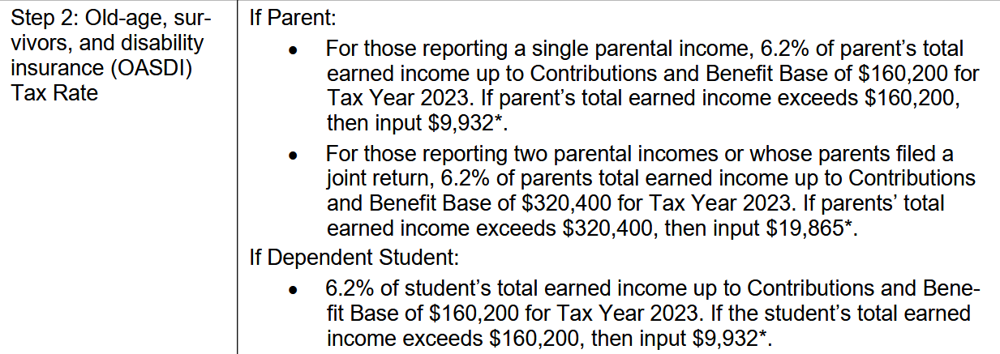 Step 2: Old-age, sur-
vivors, and disability
insurance (OASDI)
Tax Rate
If Parent:
• For those reporting a single parental income, 6.2% of parent’s total
earned income up to Contributions and Benefit Base of $160,200 for
Tax Year 2023. If parent’s total earned income exceeds $160,200,
then input $9,932*.
• For those reporting two parental incomes or whose parents filed a
joint return, 6.2% of parents total earned income up to Contributions
and Benefit Base of $320,400 for Tax Year 2023. If parents’ total
earned income exceeds $320,400, then input $19,865*.
If Dependent Student:
• 6.2% of student’s total earned income up to Contributions and Bene-
fit Base of $160,200 for Tax Year 2023. If the student’s total earned
income exceeds $160,200, then input $9,932*.